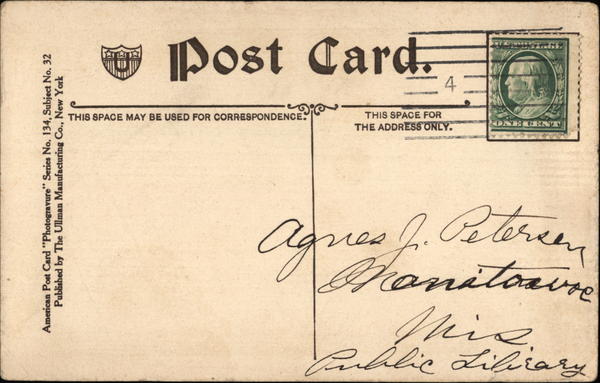 Post Card.
4
ONE CENT
THIS SPACE MAY BE USED FOR CORRESPONDENCE.
THIS SPACE FOR
THE ADDRESS ONLY.
American Post Card "Photogravure" Series No. 134, Subject No. 32
Published by The Ullman Manufacturing Co., New York
Agnes J. Petersen
Manitowoc
Wis
Public Library